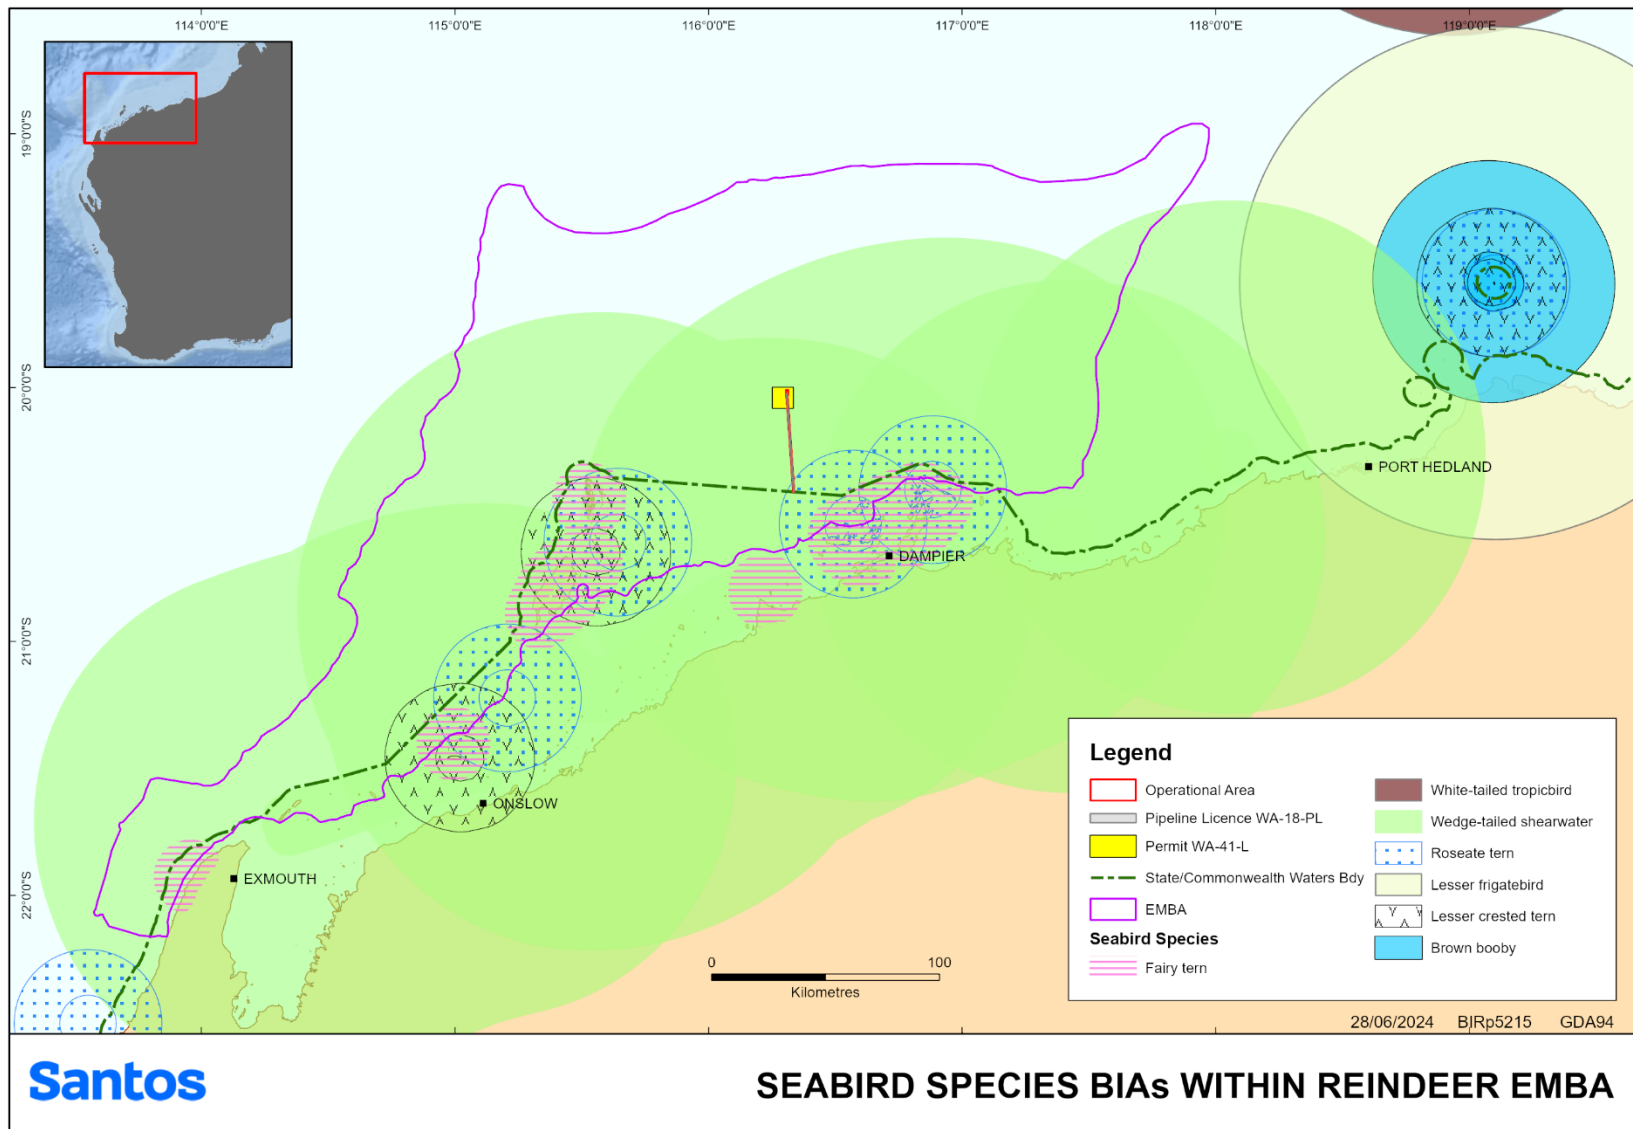 114°0'0"E
115°0'0"E
116°0'0"E
117°0'0"E
118°0'0"E
119°0'0"E
19°0'0"S
20°0'0"S
21°0'0"S
22°0'0"S
PORT HEDLAND
DAMPIER
ONSLOW
EXMOUTH
0 100
Kilometres
Legend
Operational Area
Pipeline Licence WA-18-PL
Permit WA-41-L
State/Commonwealth Waters Bdy
EMBA
Seabird Species
Fairy tern
White-tailed tropicbird
Wedge-tailed shearwater
Roseate tern
Lesser frigatebird
Lesser crested tern
Brown booby
28/06/2024 BJRp5215 GDA94
Santos
SEABIRD SPECIES BIAs WITHIN REINDEER EMBA